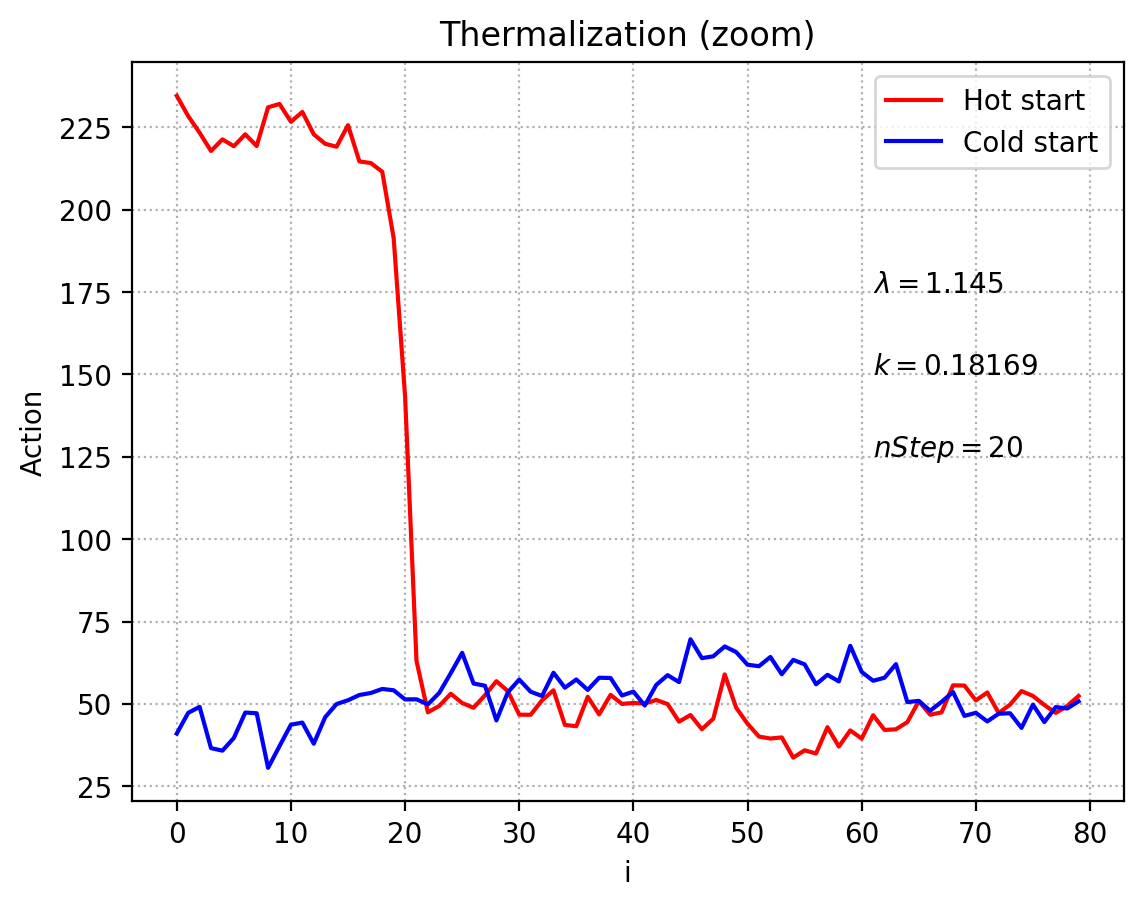 Thermalization (zoom)
Hot start
Cold start
λ = 1.145
k = 0.18169
nStep = 20
Action
225
200
175
150
125
100
75
50
25
0 10 20 30 40 50 60 70 80
i